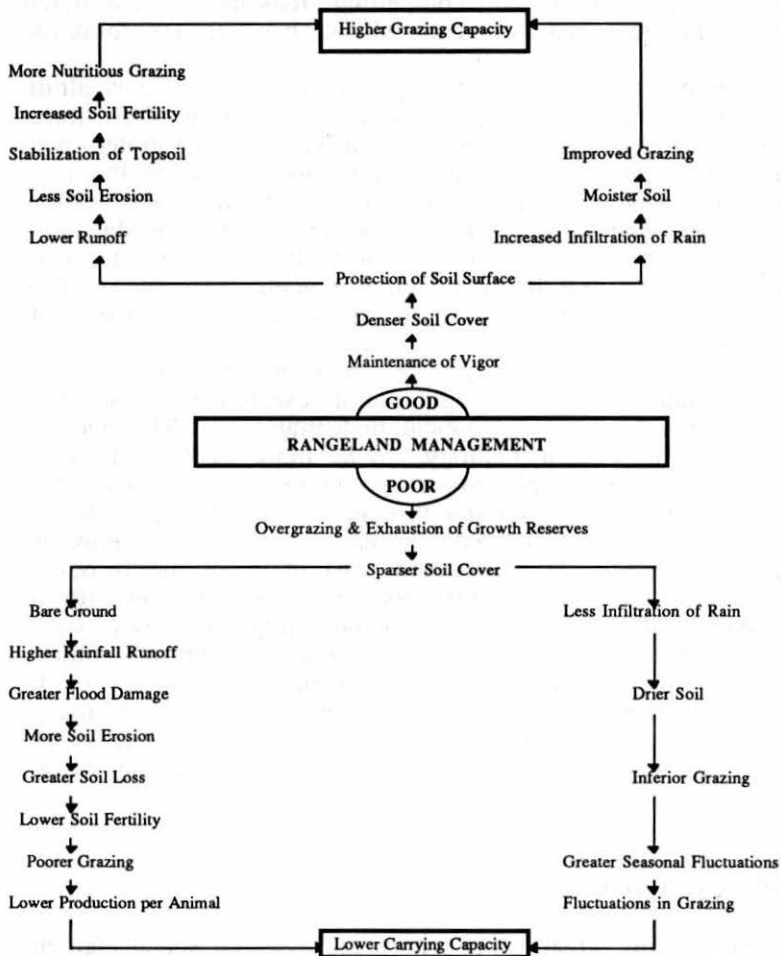 Higher Grazing Capacity
More Nutritious Grazing
Increased Soil Fertility
Stabilization of Topsoil
Improved Grazing
Less Soil Erosion
Moister Soil
Lower Runoff
Increased Infiltration of Rain
Protection of Soil Surface
Denser Soil Cover
Maintenance of Vigor
GOOD
RANGELAND MANAGEMENT
POOR
Overgrazing & Exhaustion of Growth Reserves
Sparser Soil Cover
Bare Ground
Less Infiltration of Rain
Higher Rainfall Runoff
Greater Flood Damage
Drier Soil
More Soil Erosion
Greater Soil Loss
Inferior Grazing
Lower Soil Fertility
Poorer Grazing
Greater Seasonal Fluctuations
Lower Production per Animal
Fluctuations in Grazing
Lower Carrying Capacity